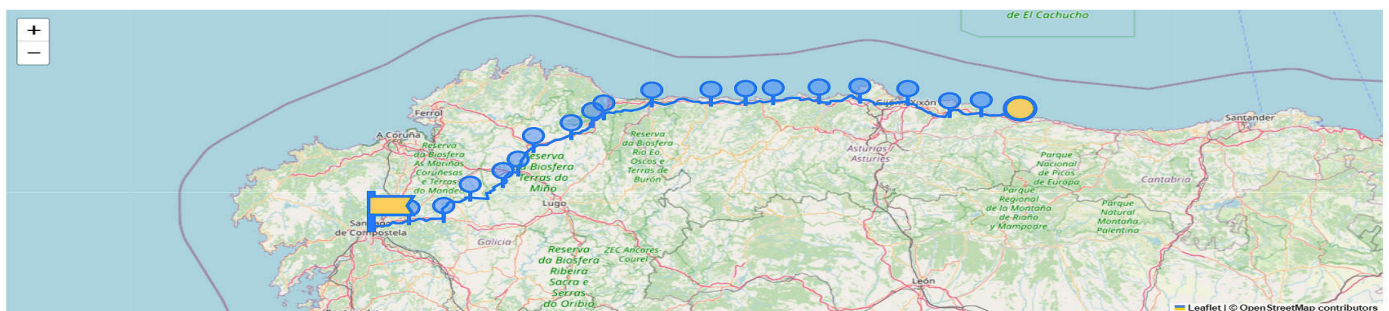 +
−
de El Cachucho
Ferrol
A Coruña
Reserva
da Biosfera
As Mariñas
Coruñesas
e Terras
do Mandeo
Santiago
de Compostela
Reserva
da Biosfera
Terras do
Miño
Lugo
Galicia
Reserva
da Biosfera
Ribeira
Sacra e
Serras
do Oribio
ZEC Ancares-
Courel
Reserva
da Biosfera
Río Eo,
Oscos e
Terras de
Burón
Gijón/Xixón
Asturias/
Asturies
León
Parque
Nacional
de Picos
de Europa
Parque
Regional
de la Montaña
de Riaño
y Mampodre
Parque
Natural
Montaña
Palentina
Cantabria
Santander
Leaflet | © OpenStreetMap contributors